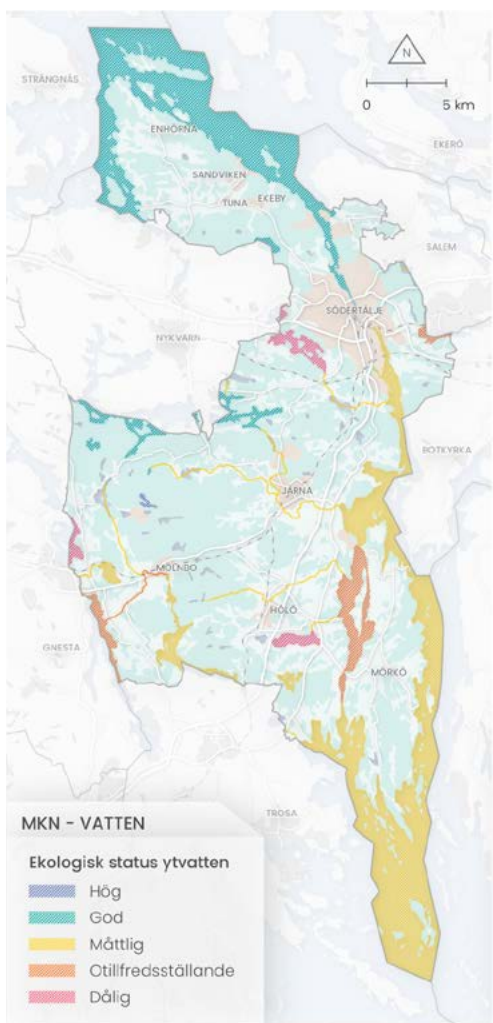 STRÄNGNÄS
N
0 5 km
ENHÖRNA
EKERÖ
SANDVIKEN
TUNA EKEBY
SALEM
SÖDERTÄLJE
NYKVARN
BOTKYRKA
JÄRNA
MÖLNBO
HÖLÖ
GNESTA
MÖRKÖ
TROSA
MKN - VATTEN
Ekologisk status ytvatten
Hög
God
Måttlig
Otillfredsställande
Dålig